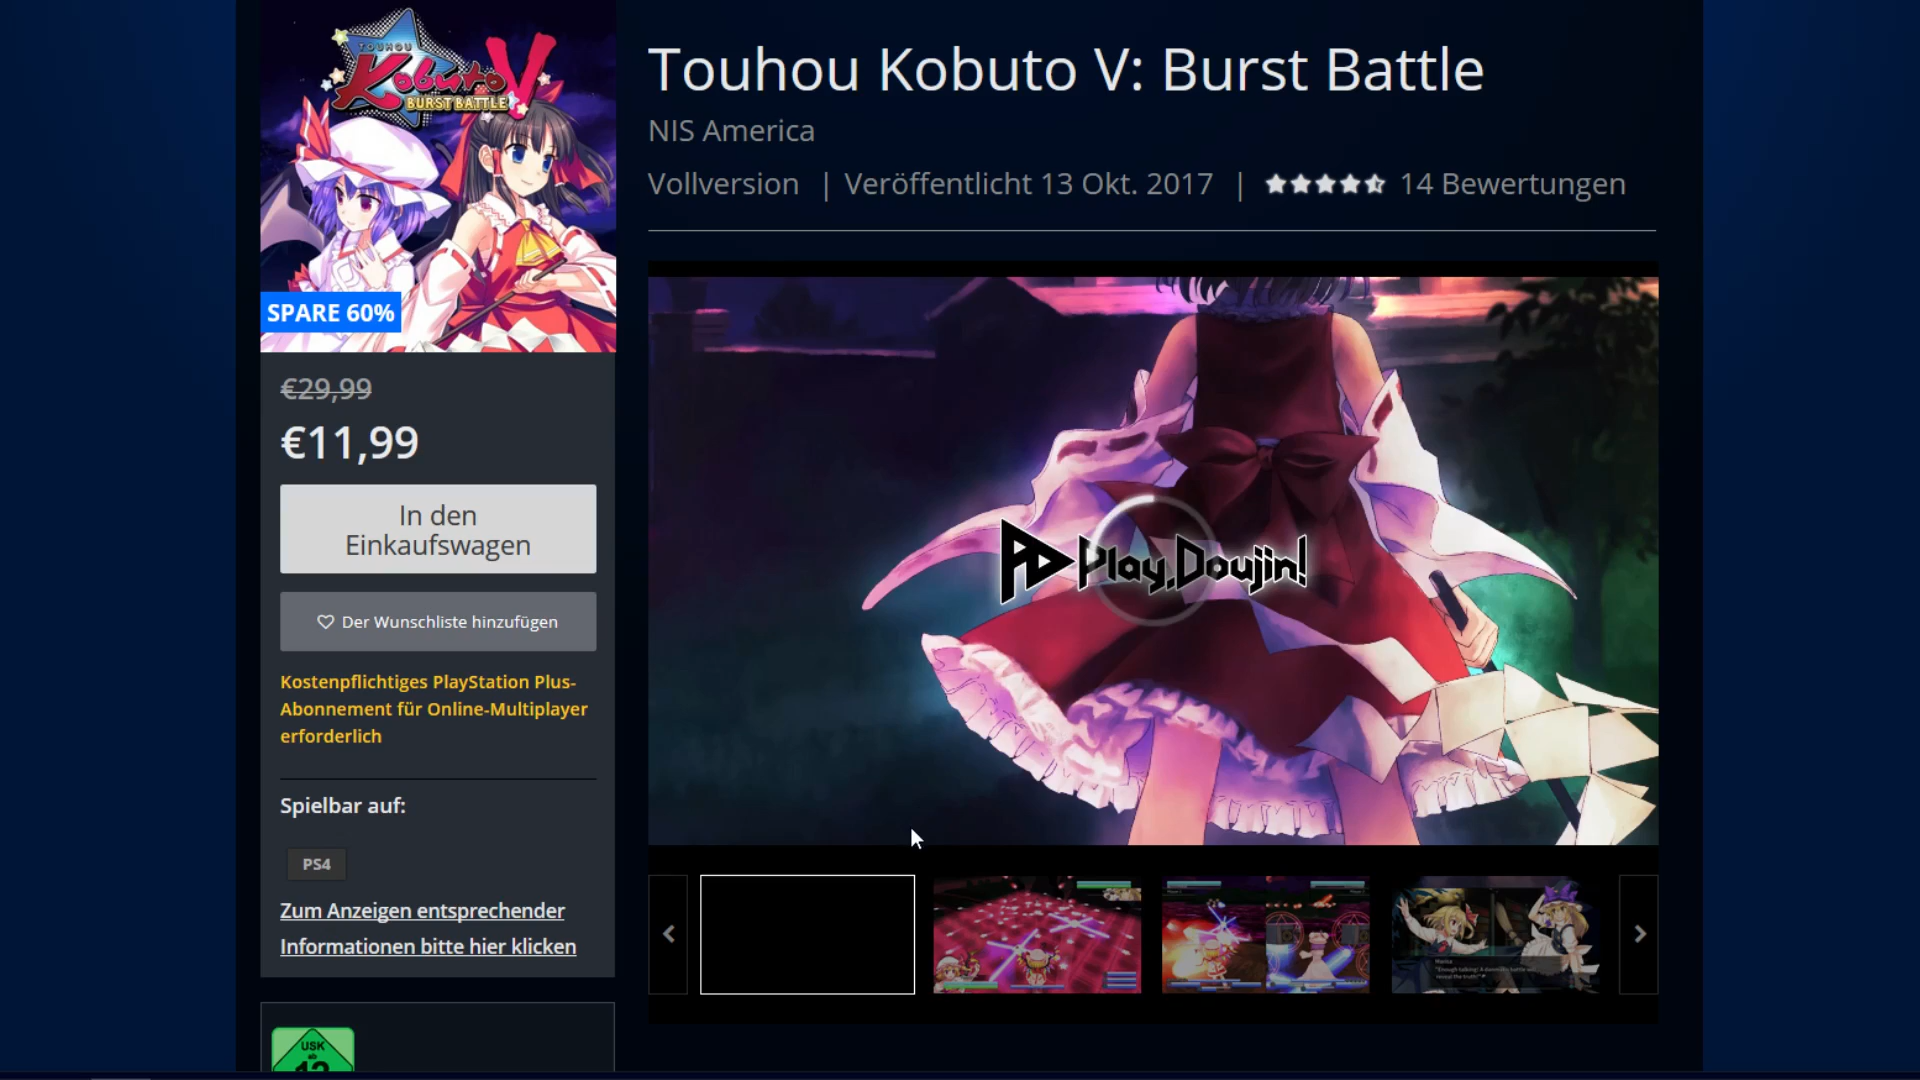 TOUHOU
Kobuto V
BURST BATTLE
SPARE 60%
€29,99
€11,99
In den
Einkaufswagen
Der Wunschliste hinzufügen
Kostenpflichtiges PlayStation Plus-
Abonnement für Online-Multiplayer
erforderlich
Spielbar auf:
PS4
Zum Anzeigen entsprechender
Informationen bitte hier klicken
USK
ab
12
Touhou Kobuto V: Burst Battle
NIS America
Vollversion | Veröffentlicht 13 Okt. 2017 | 14 Bewertungen
Play,Doujin!